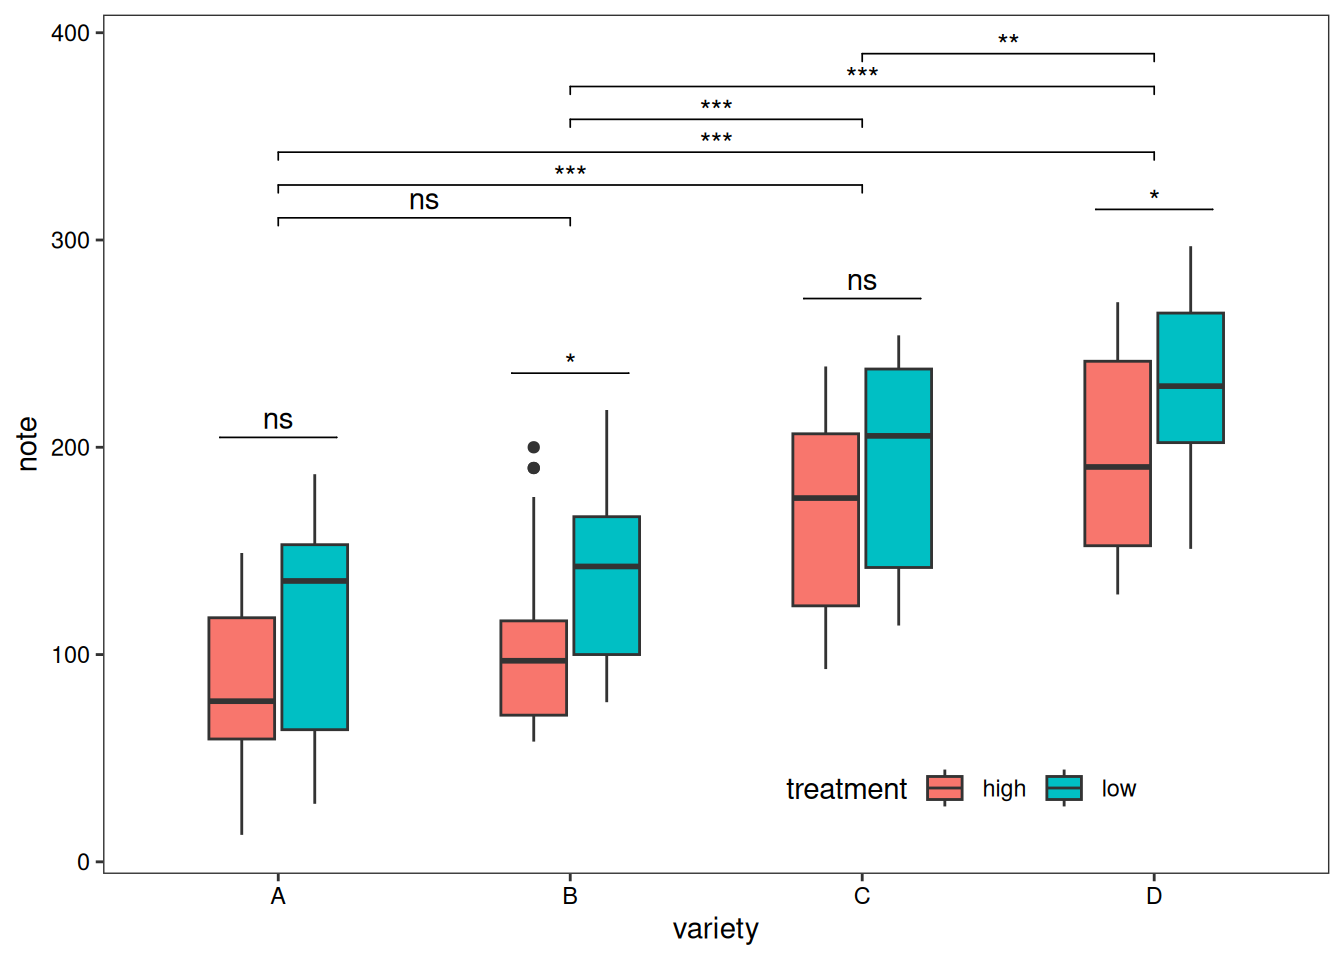 400
**
***
***
***
***
ns
*
300
ns
*
ns
200
note
100
treatment high low
0
A B C D
variety